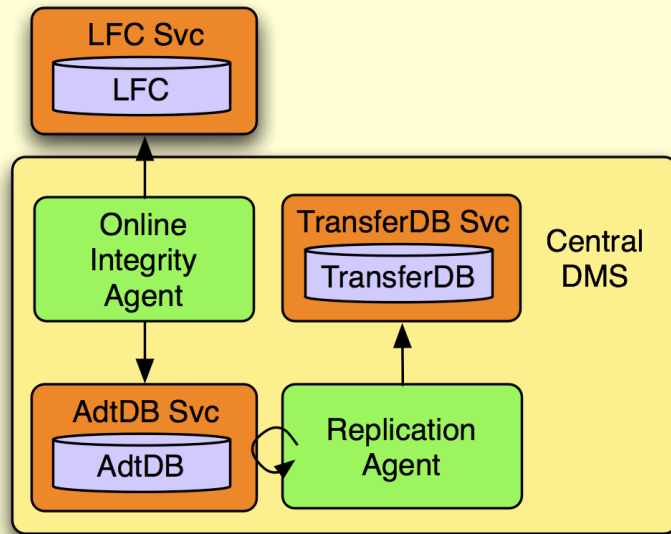 LFC Svc
LFC
Online
Integrity
Agent
TransferDB Svc
TransferDB
Central
DMS
AdtDB Svc
AdtDB
Replication
Agent